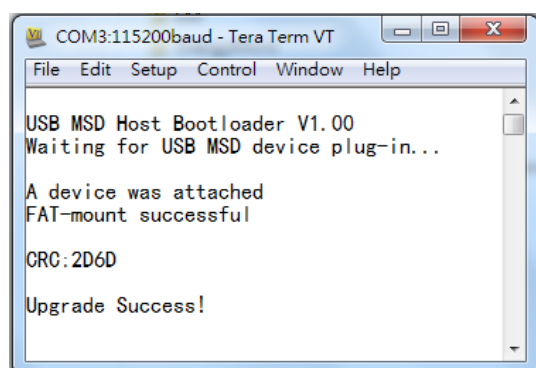 COM3:115200baud - Tera Term VT
File Edit Setup Control Window Help
USB MSD Host Bootloader V1.00
Waiting for USB MSD device plug-in...
A device was attached
FAT-mount successful
CRC:2D6D
Upgrade Success!